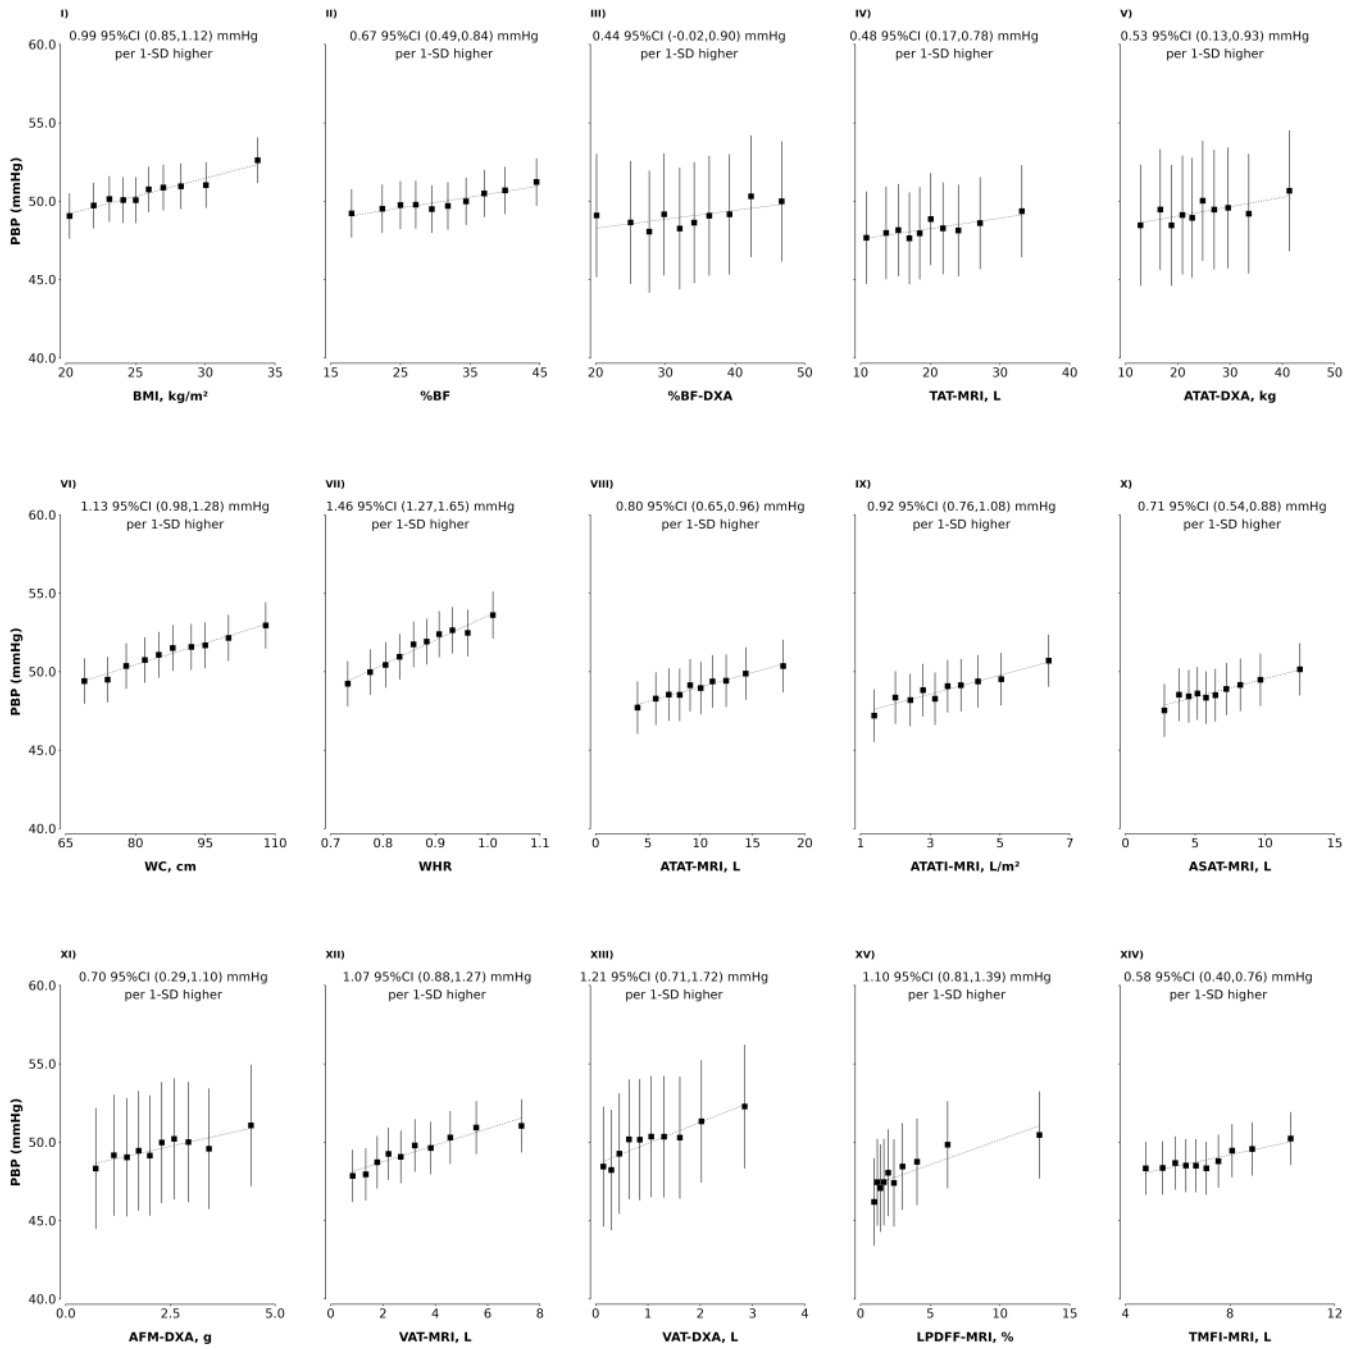 I)
0.99 95%CI (0.85,1.12) mmHg
per 1-SD higher
60.0
55.0
50.0
45.0
40.0
PBP (mmHg)
20 25 30 35
BMI, kg/m²
II)
0.67 95%CI (0.49,0.84) mmHg
per 1-SD higher
15 25 35 45
%BF
III)
0.44 95%CI (-0.02,0.90) mmHg
per 1-SD higher
20 30 40 50
%BF-DXA
IV)
0.48 95%CI (0.17,0.78) mmHg
per 1-SD higher
10 20 30 40
TAT-MRI, L
V)
0.53 95%CI (0.13,0.93) mmHg
per 1-SD higher
10 20 30 40 50
ATAT-DXA, kg
VI)
1.13 95%CI (0.98,1.28) mmHg
per 1-SD higher
60.0
55.0
50.0
45.0
40.0
PBP (mmHg)
65 80 95 110
WC, cm
VII)
1.46 95%CI (1.27,1.65) mmHg
per 1-SD higher
0.7 0.8 0.9 1.0 1.1
WHR
VIII)
0.80 95%CI (0.65,0.96) mmHg
per 1-SD higher
0 5 10 15 20
ATAT-MRI, L
IX)
0.92 95%CI (0.76,1.08) mmHg
per 1-SD higher
1 3 5 7
ATATI-MRI, L/m²
X)
0.71 95%CI (0.54,0.88) mmHg
per 1-SD higher
0 5 10 15
ASAT-MRI, L
XI)
0.70 95%CI (0.29,1.10) mmHg
per 1-SD higher
60.0
55.0
50.0
45.0
40.0
PBP (mmHg)
0.0 2.5 5.0
AFM-DXA, g
XII)
1.07 95%CI (0.88,1.27) mmHg
per 1-SD higher
0 2 4 6 8
VAT-MRI, L
XIII)
1.21 95%CI (0.71,1.72) mmHg
per 1-SD higher
0 1 2 3 4
VAT-DXA, L
XV)
1.10 95%CI (0.81,1.39) mmHg
per 1-SD higher
0 5 10 15
LPDFF-MRI, %
XIV)
0.58 95%CI (0.40,0.76) mmHg
per 1-SD higher
4 8 12
TMFI-MRI, L